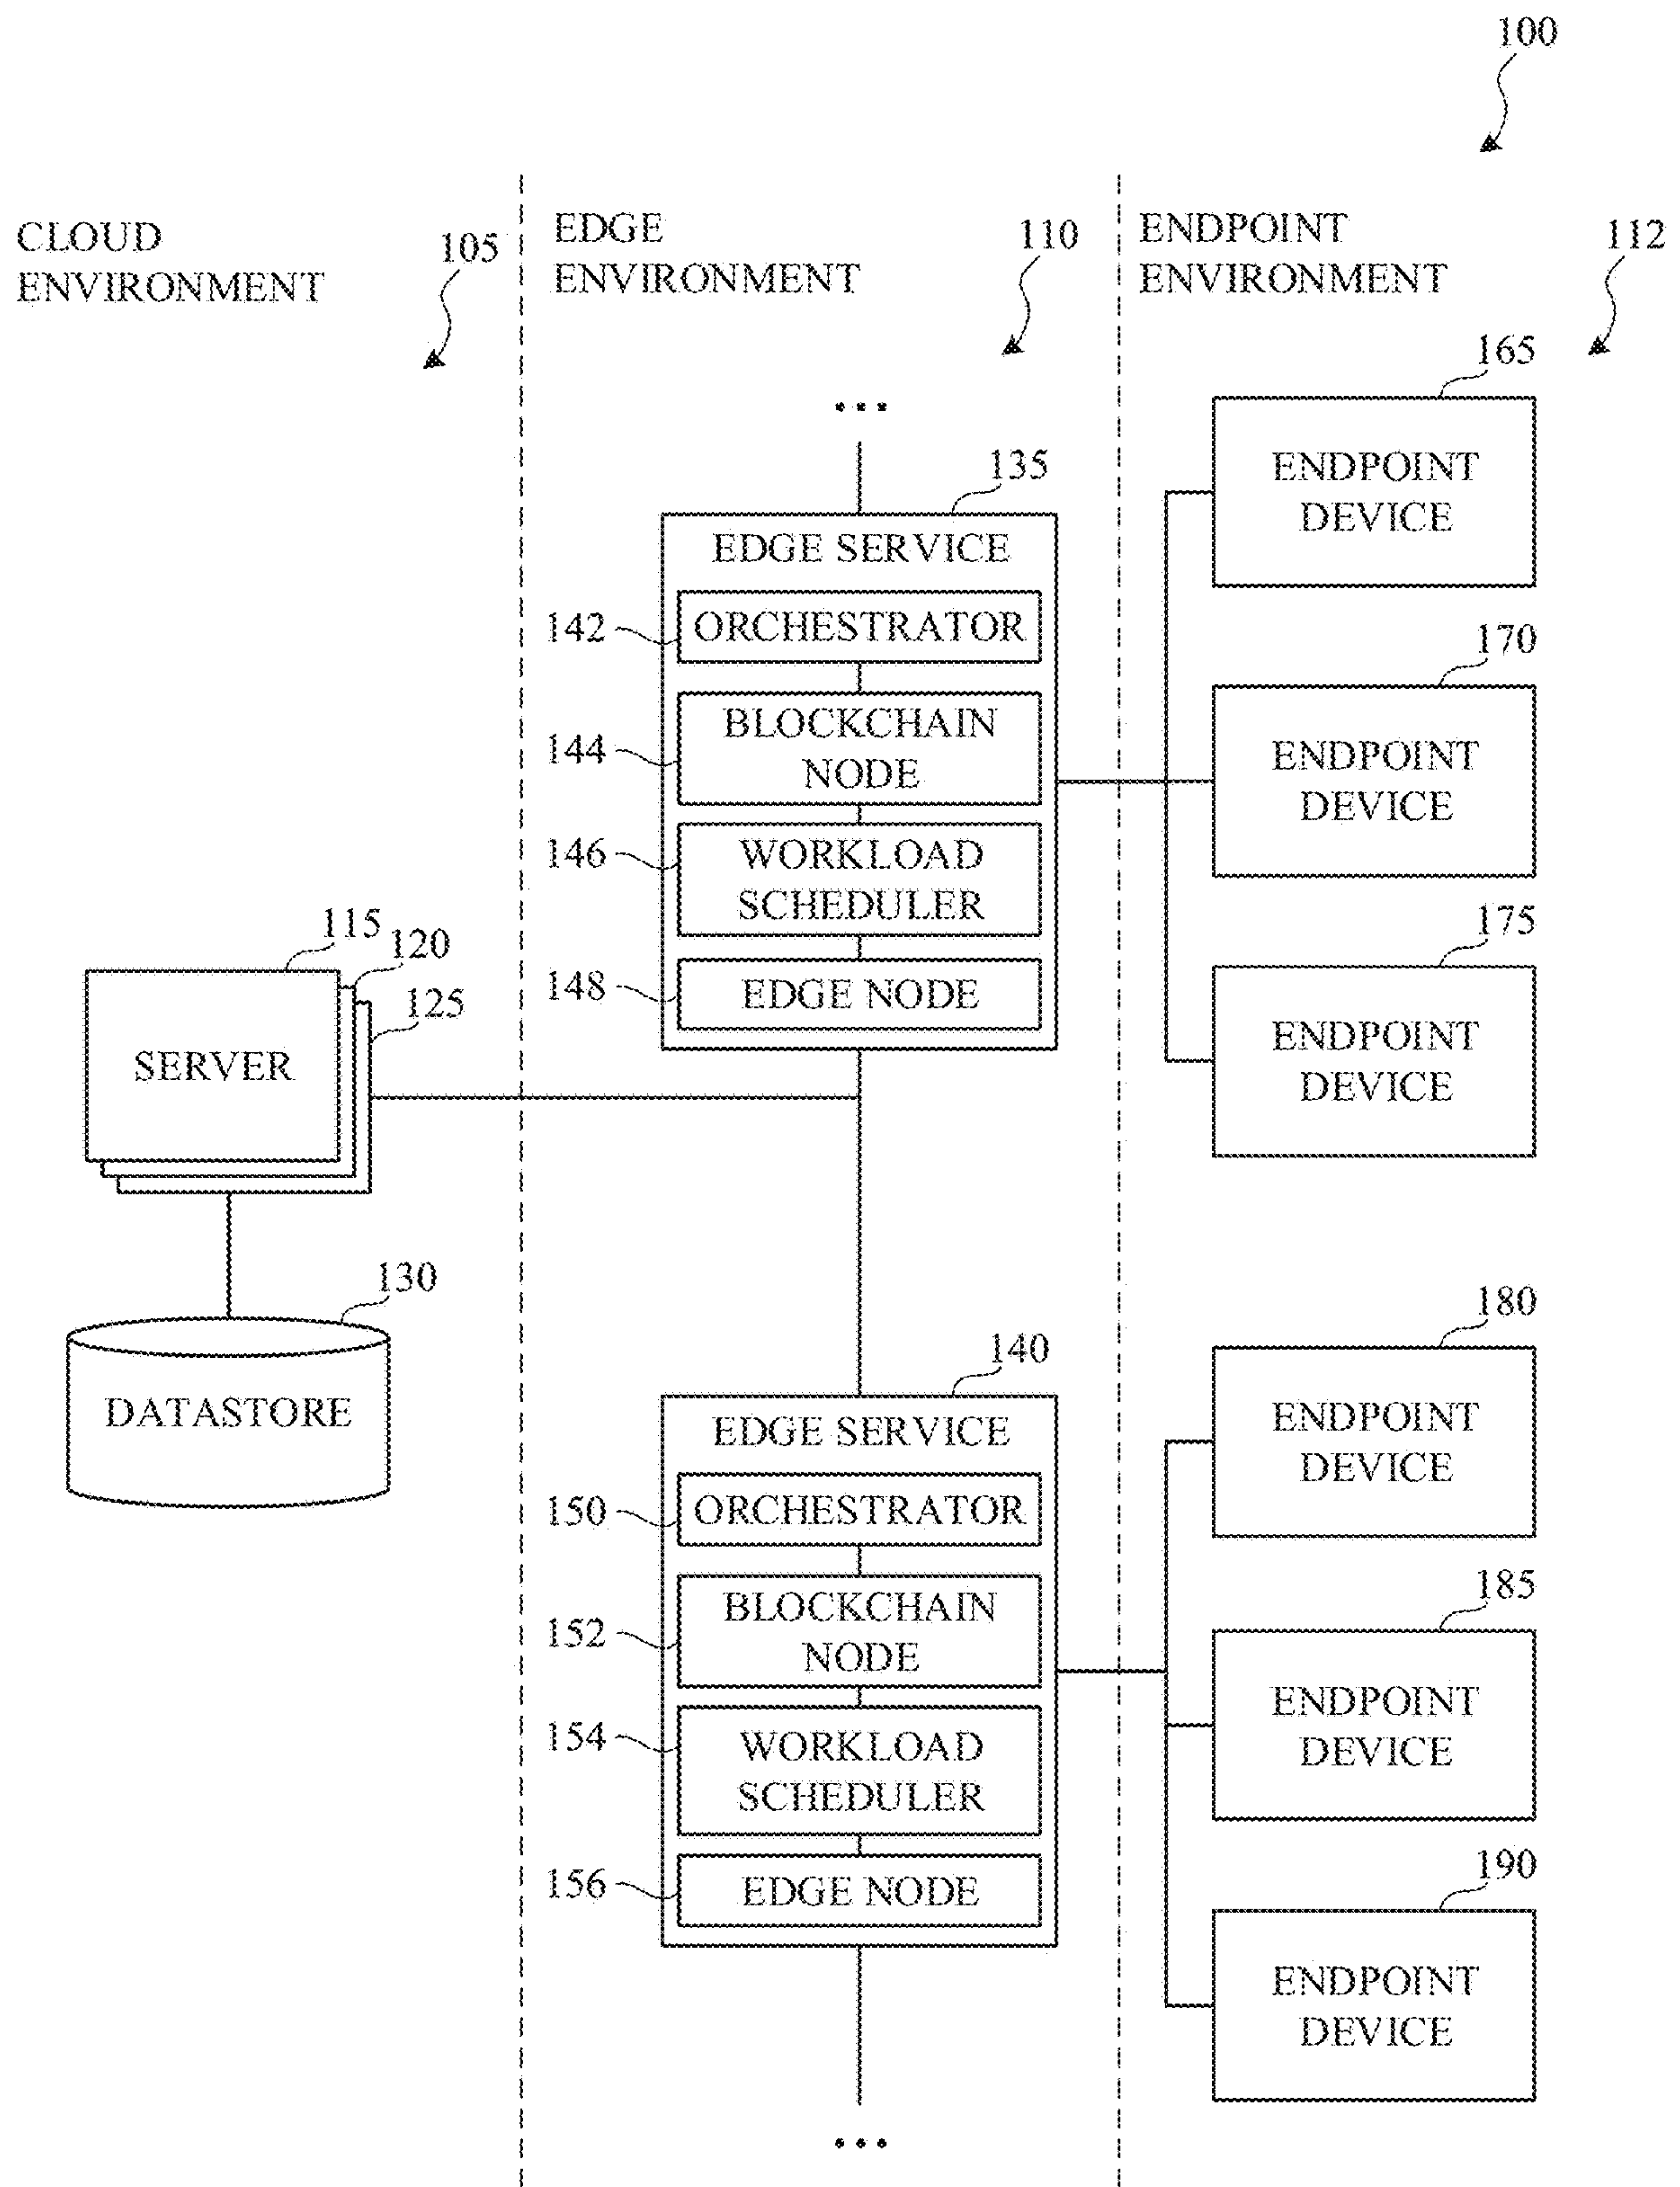 100
CLOUD
ENVIRONMENT
105
EDGE
ENVIRONMENT
110
ENDPOINT
ENVIRONMENT
112
115
120
125
SERVER
130
DATASTORE
...
135
EDGE SERVICE
142
ORCHESTRATOR
144
BLOCKCHAIN
NODE
146
WORKLOAD
SCHEDULER
148
EDGE NODE
140
EDGE SERVICE
150
ORCHESTRATOR
152
BLOCKCHAIN
NODE
154
WORKLOAD
SCHEDULER
156
EDGE NODE
...
165
ENDPOINT
DEVICE
170
ENDPOINT
DEVICE
175
ENDPOINT
DEVICE
180
ENDPOINT
DEVICE
185
ENDPOINT
DEVICE
190
ENDPOINT
DEVICE